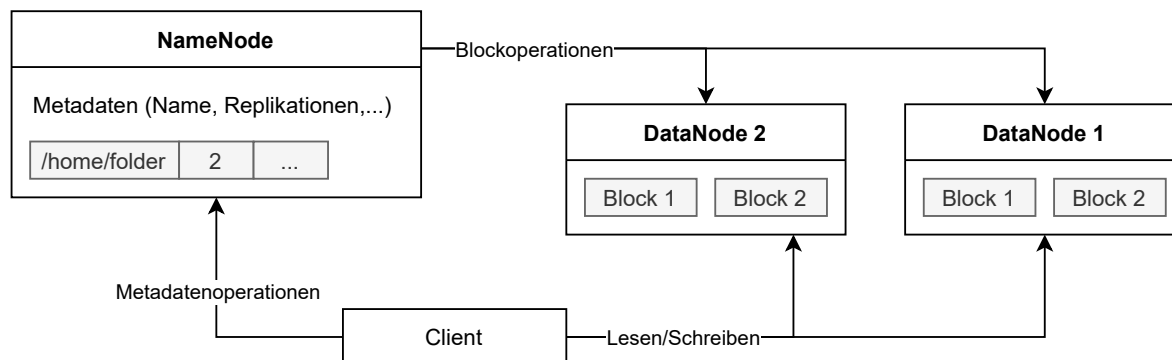 NameNode
Blockoperationen
Metadaten (Name, Replikationen,...)
/home/folder 2 ...
DataNode 2
DataNode 1
Block 1 Block 2
Block 1 Block 2
Metadatenoperationen
Client
Lesen/Schreiben